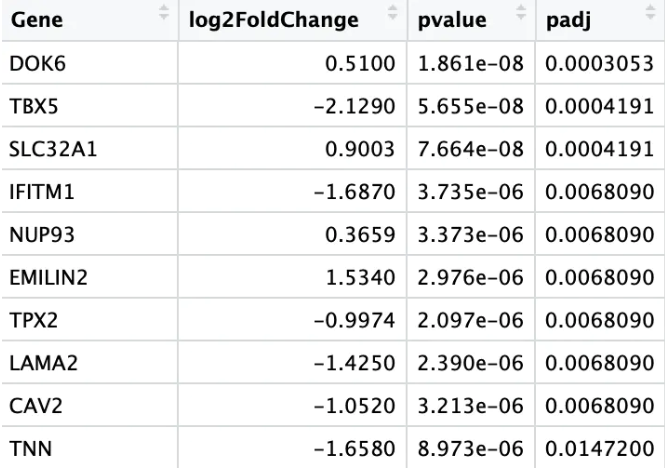 Gene log2FoldChange pvalue padj
DOK6 0.5100 1.861e-08 0.0003053
TBX5 -2.1290 5.655e-08 0.0004191
SLC32A1 0.9003 7.664e-08 0.0004191
IFITM1 -1.6870 3.735e-06 0.0068090
NUP93 0.3659 3.373e-06 0.0068090
EMILIN2 1.5340 2.976e-06 0.0068090
TPX2 -0.9974 2.097e-06 0.0068090
LAMA2 -1.4250 2.390e-06 0.0068090
CAV2 -1.0520 3.213e-06 0.0068090
TNN -1.6580 8.973e-06 0.0147200